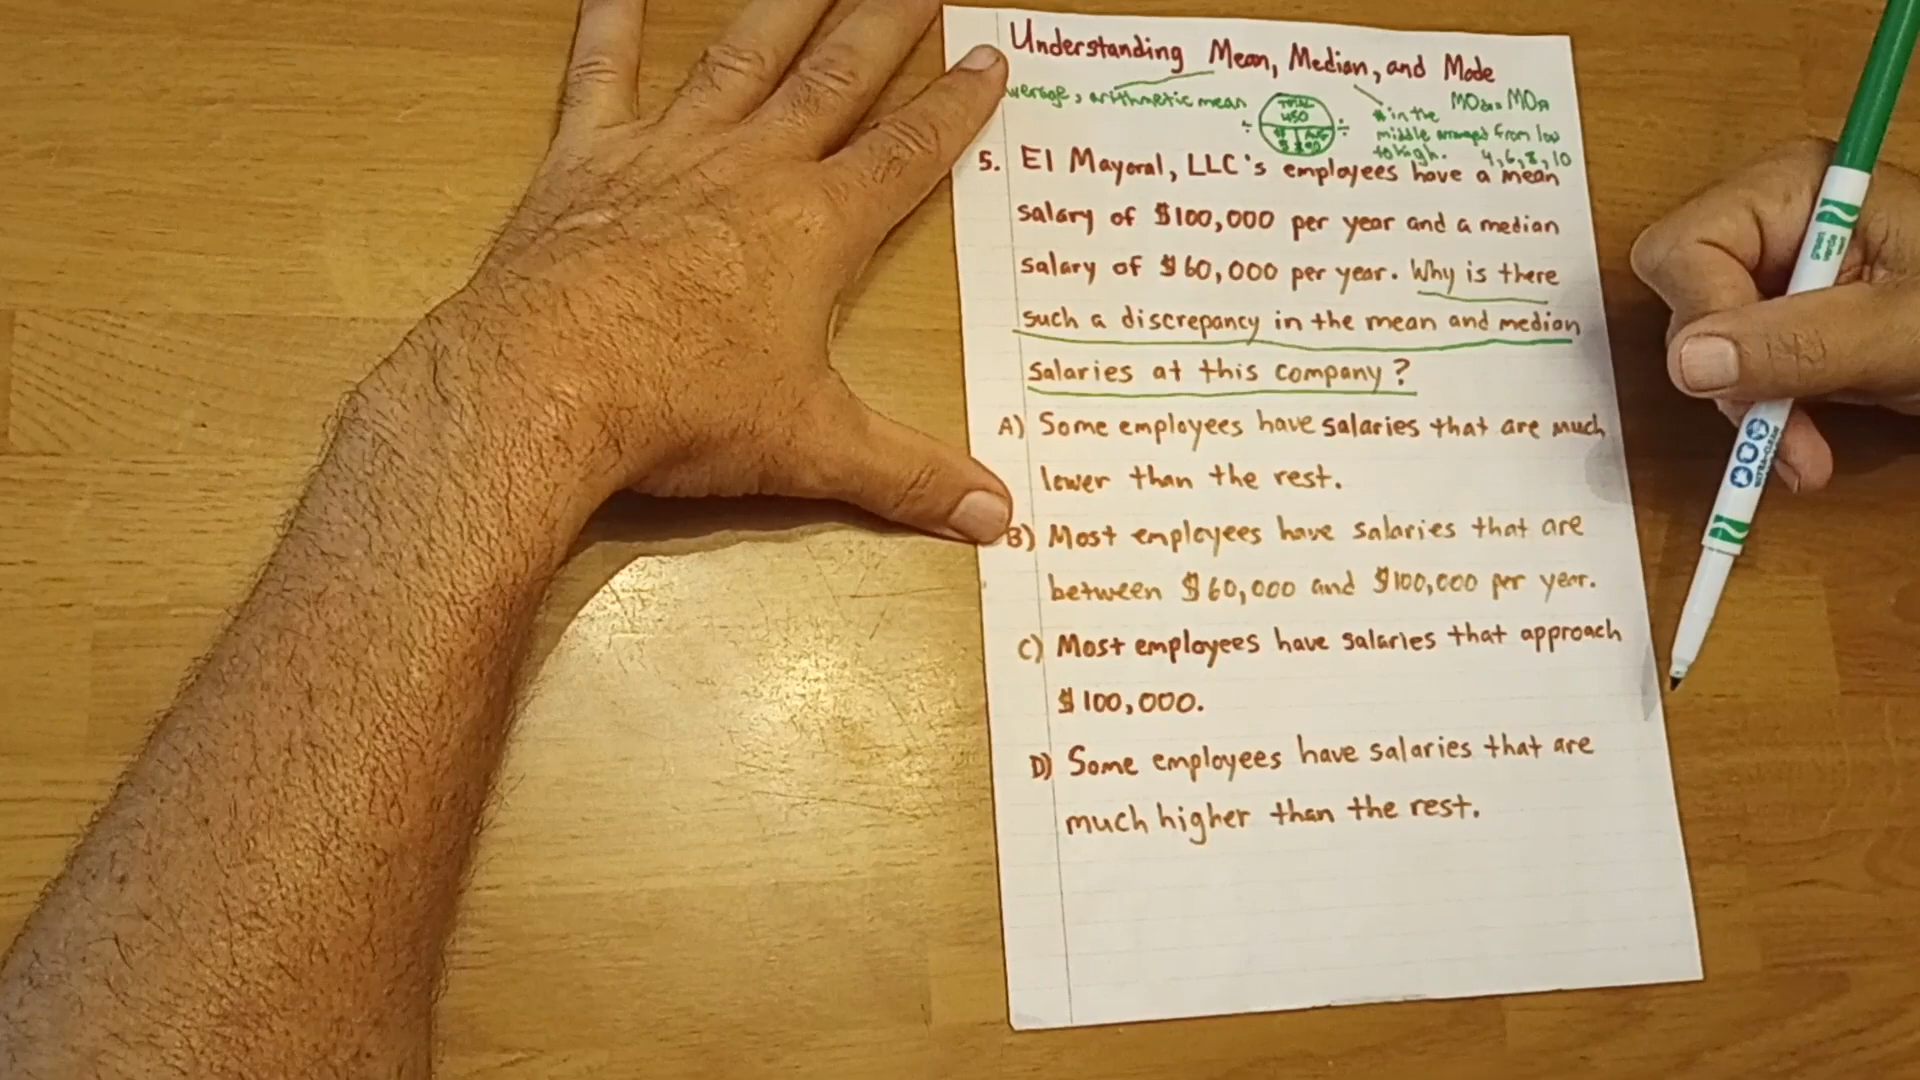 Understanding Mean, Median, and Mode
verage, arithmetic mean
÷ TOTAL 450 ÷
# in the
middle arranged from low
to high. 4, 6, 8, 10
5. El Mayoral, LLC's employees have a mean
salary of $100,000 per year and a median
salary of $60,000 per year. Why is there
such a discrepancy in the mean and median
salaries at this company?
A) Some employees have salaries that are much
lower than the rest.
B) Most employees have salaries that are
between $60,000 and $100,000 per year.
C) Most employees have salaries that approach
$100,000.
D) Some employees have salaries that are
much higher than the rest.
green
verde
ULTRA-CLEAN